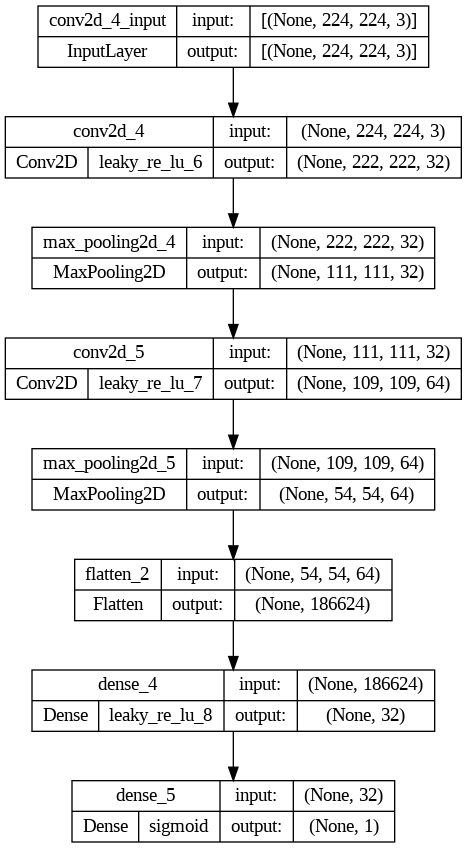 conv2d_4_input input: [(None, 224, 224, 3)]
InputLayer output: [(None, 224, 224, 3)]
conv2d_4 input: (None, 224, 224, 3)
Conv2D leaky_re_lu_6 output: (None, 222, 222, 32)
max_pooling2d_4 input: (None, 222, 222, 32)
MaxPooling2D output: (None, 111, 111, 32)
conv2d_5 input: (None, 111, 111, 32)
Conv2D leaky_re_lu_7 output: (None, 109, 109, 64)
max_pooling2d_5 input: (None, 109, 109, 64)
MaxPooling2D output: (None, 54, 54, 64)
flatten_2 input: (None, 54, 54, 64)
Flatten output: (None, 186624)
dense_4 input: (None, 186624)
Dense leaky_re_lu_8 output: (None, 32)
dense_5 input: (None, 32)
Dense sigmoid output: (None, 1)